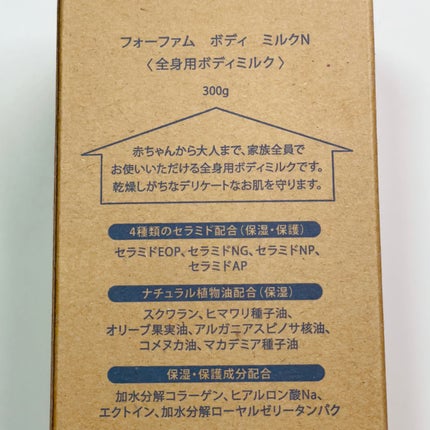 フォーファム ボディ ミルクN
〈全身用ボディミルク〉
300g
赤ちゃんから大人まで、家族全員で
お使いいただける全身用ボディミルクです。
乾燥しがちなデリケートなお肌を守ります。
4種類のセラミド配合(保湿・保護)
セラミドEOP、セラミドNG、セラミドNP、
セラミドAP
ナチュラル植物油配合(保湿)
スクワラン、ヒマワリ種子油、
オリーブ果実油、アルガニアスピノサ核油、
コメヌカ油、マカデミア種子油
保湿・保護成分配合
加水分解コラーゲン、ヒアルロン酸Na、
エクトイン、加水分解ローヤルゼリータンパク